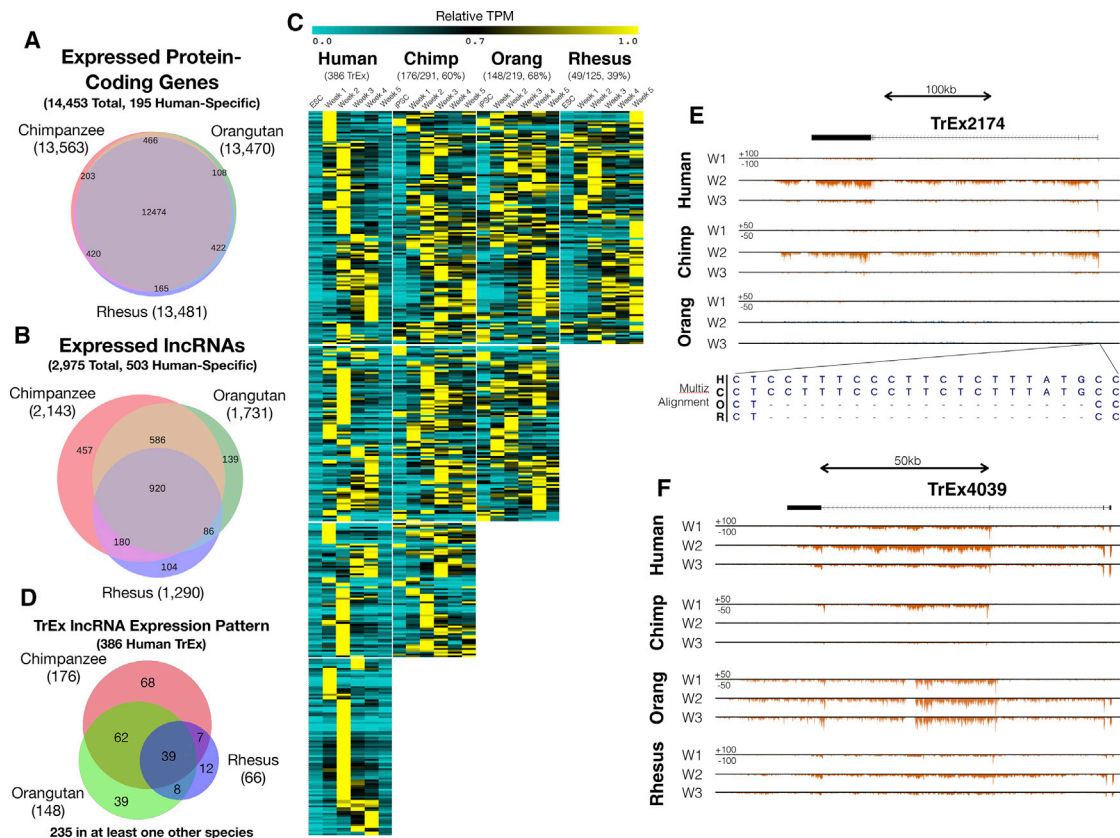 A
Expressed Protein-
Coding Genes
(14,453 Total, 195 Human-Specific)
Chimpanzee
(13,563)
Orangutan
(13,470)
466
203
108
12474
420
422
165
Rhesus (13,481)
B
Expressed lncRNAs
(2,975 Total, 503 Human-Specific)
Chimpanzee
(2,143)
Orangutan
(1,731)
457
586
139
920
180
86
104
Rhesus (1,290)
D
TrEx lncRNA Expression Pattern
(386 Human TrEx)
Chimpanzee
(176)
68
62
7
39
Rhesus
(66)
12
8
39
Orangutan
(148)
235 in at least one other species
C
Relative TPM
0.0 0.7 1.0
Human Chimp Orang Rhesus
(386 TrEx) (176/291, 60%) (148/219, 68%) (49/125, 39%)
ESC Week 1 Week 2 Week 3 Week 4 Week 5 iPSC Week 1 Week 2 Week 3 Week 4 Week 5 iPSC Week 1 Week 2 Week 3 Week 4 Week 5 ESC Week 1 Week 2 Week 3 Week 4 Week 5
E
100kb
TrEx2174
Human
W1 +100
-100
W2
W3
Chimp
W1 +50
-50
W2
W3
Orang
W1 +50
-50
W2
W3
Multiz
Alignment
H C T C C T T T C C C T T C T C T T T A T G C C
C C T C C T T T C C C T T C T C T T T A T G C C
O C T - - - - - - - - - - - - - - - - - - C C
R C T - - - - - - - - - - - - - - - - - - C C
F
50kb
TrEx4039
Human
W1 +100
-100
W2
W3
Chimp
W1 +50
-50
W2
W3
Orang
W1 +50
-50
W2
W3
Rhesus
W1 +100
-100
W2
W3